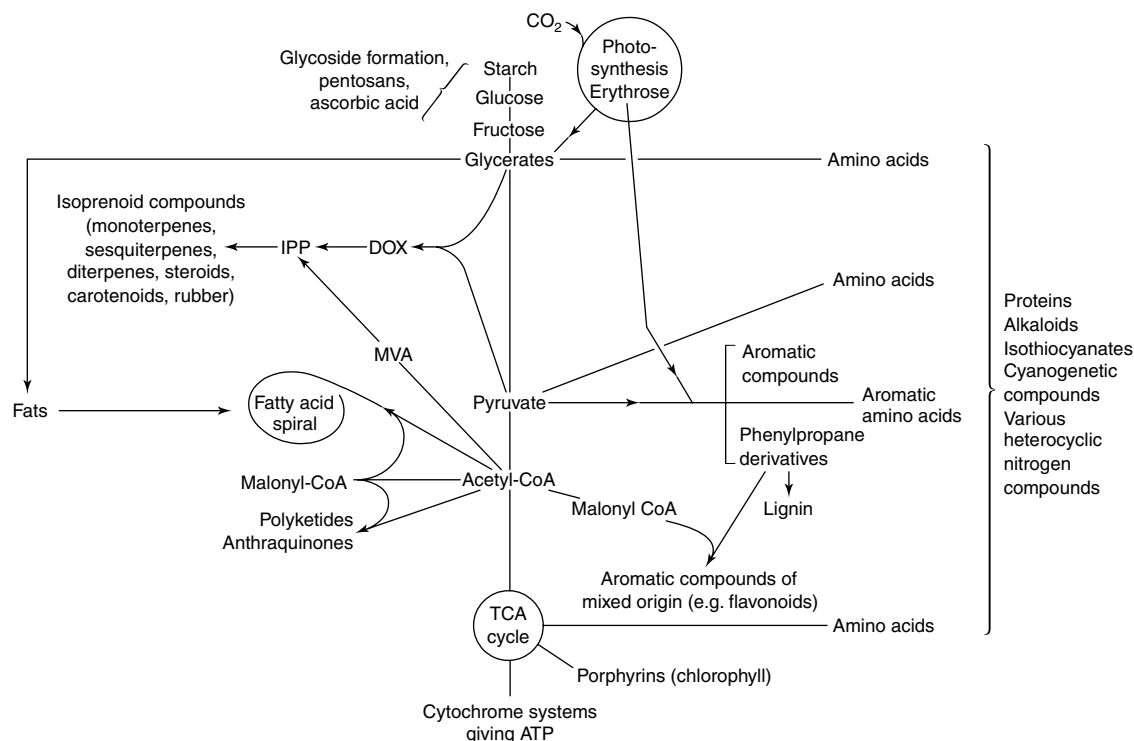 CO2
Photo-
synthesis
Erythrose
Glycoside formation,
pentosans,
ascorbic acid
Starch
Glucose
Fructose
Glycerates
Amino acids
Isoprenoid compounds
(monoterpenes,
sesquiterpenes,
diterpenes, steroids,
carotenoids, rubber)
IPP
DOX
Amino acids
MVA
Aromatic
compounds
Fats
Fatty acid
spiral
Pyruvate
Aromatic
amino acids
Phenylpropane
derivatives
Malonyl-CoA
Acetyl-CoA
Malonyl CoA
Lignin
Polyketides
Anthraquinones
Aromatic compounds of
mixed origin (e.g. flavonoids)
TCA
cycle
Amino acids
Porphyrins (chlorophyll)
Cytochrome systems
giving ATP
Proteins
Alkaloids
Isothiocyanates
Cyanogenetic
compounds
Various
heterocyclic
nitrogen
compounds